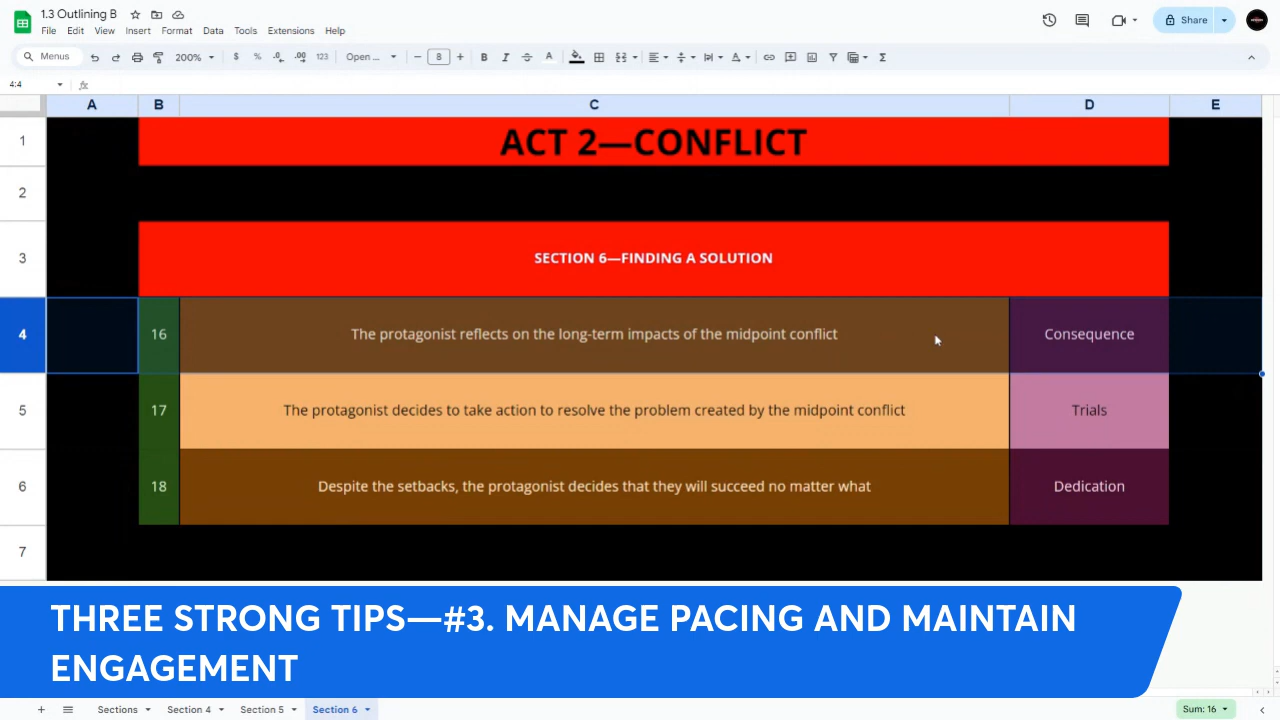 1.3 Outlining B
File Edit View Insert Format Data Tools Extensions Help
Share
Menus 200% $ % .0 .00 123 Open ... − 8 + B I A Σ
4:4 fx
A B C D E
1 ACT 2—CONFLICT
2
3 SECTION 6—FINDING A SOLUTION
4 16 The protagonist reflects on the long-term impacts of the midpoint conflict Consequence
5 17 The protagonist decides to take action to resolve the problem created by the midpoint conflict Trials
6 18 Despite the setbacks, the protagonist decides that they will succeed no matter what Dedication
7
THREE STRONG TIPS—#3. MANAGE PACING AND MAINTAIN
ENGAGEMENT
Sections Section 4 Section 5 Section 6 Sum: 16